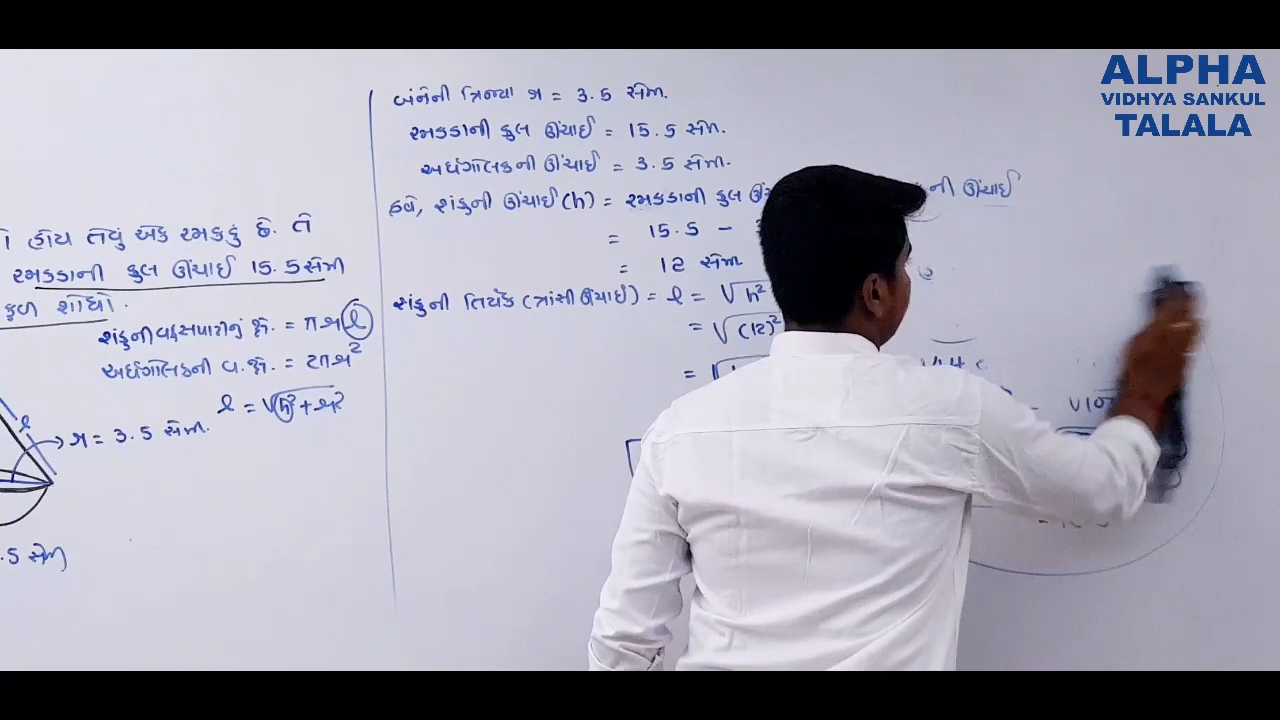 ALPHA
VIDHYA SANKUL
TALALA
હોય તેવું એક રમકડું છે. તે
રમકડાની કુલ ઊંચાઈ 15.5 સેમી
શોધો.
શંકુની વક્રસપાટીનું ક્ષે. = πrl
અર્ધગોલકની વ.ક્ષે. = 2πr²
l = √h²+r²
l
r = 3.5 સેમી.
.5 સેમી
બંનેની ત્રિજ્યા r = 3.5 સેમી.
રમકડાની કુલ ઊંચાઈ = 15.5 સેમી.
અર્ધગોલકની ઊંચાઈ = 3.5 સેમી.
હવે, શંકુની ઊંચાઈ (h) = રમકડાની કુલ ની ઊંચાઈ
= 15.5 -
= 12 સેમી
શંકુની તિર્યક (ત્રાંસી ઊંચાઈ) = l = √h²
= √(12)²
= √